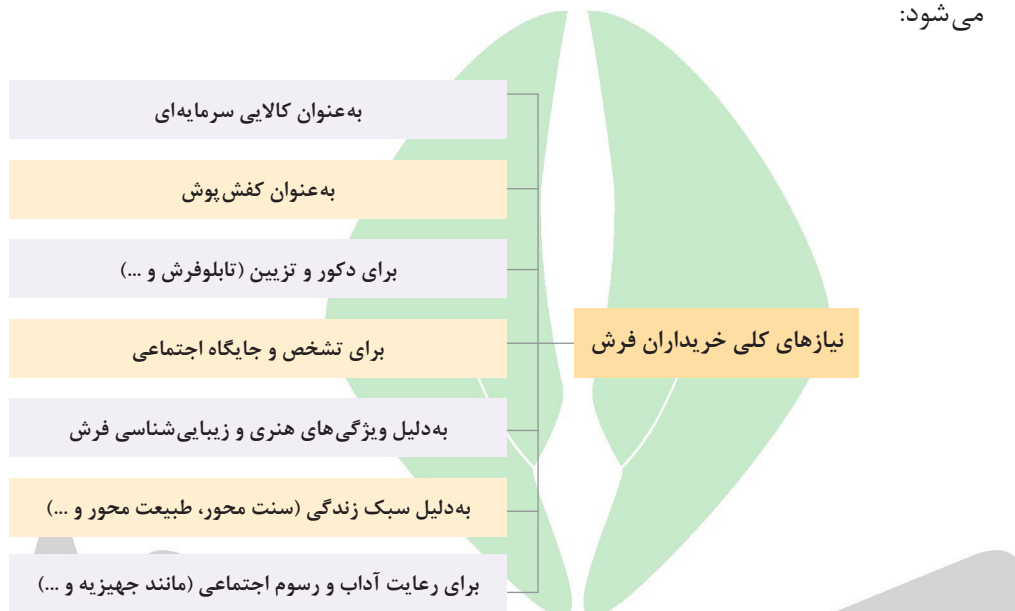 می‌شود:
به‌عنوان کالایی سرمایه‌ای
به‌عنوان کفش‌پوش
برای دکور و تزیین (تابلوفرش و ...)
نیازهای کلی خریداران فرش
برای تشخص و جایگاه اجتماعی
به‌دلیل ویژگی‌های هنری و زیبایی‌شناسی فرش
به‌دلیل سبک زندگی (سنت محور، طبیعت محور و ...)
برای رعایت آداب و رسوم اجتماعی (مانند جهیزیه و ...)